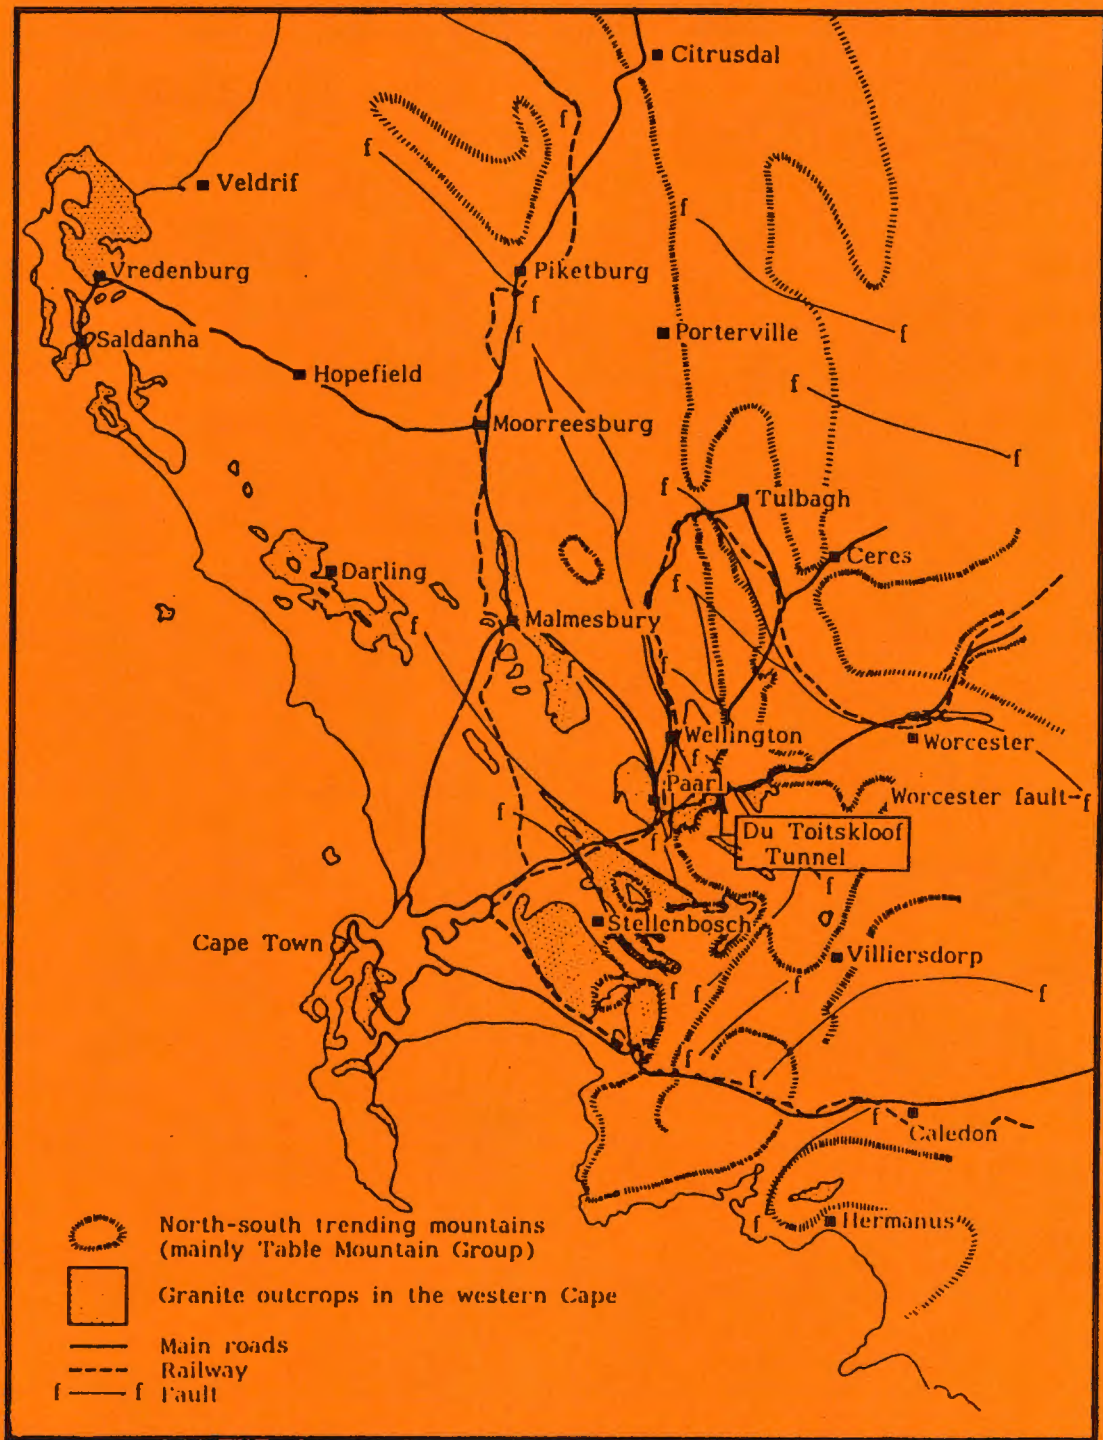 Citrusdal
f
f
f
Veldrif
f
Vredenburg
Piketburg
f
Saldanha
f
Porterville
f
Hopefield
f
Moorreesburg
f
f
Tulbagh
Ceres
Darling
f
f
Malmesbury
f
f
Wellington
Worcester
f
Paarl
Worcester fault
f
f
f
Du Toitskloof
Tunnel
f
Stellenbosch
Cape Town
Villiersdorp
f
f
f
f
f
f
f
Caledon
f
Hermanus
North-south trending mountains
(mainly Table Mountain Group)
Granite outcrops in the western Cape
Main roads
Railway
f f Fault